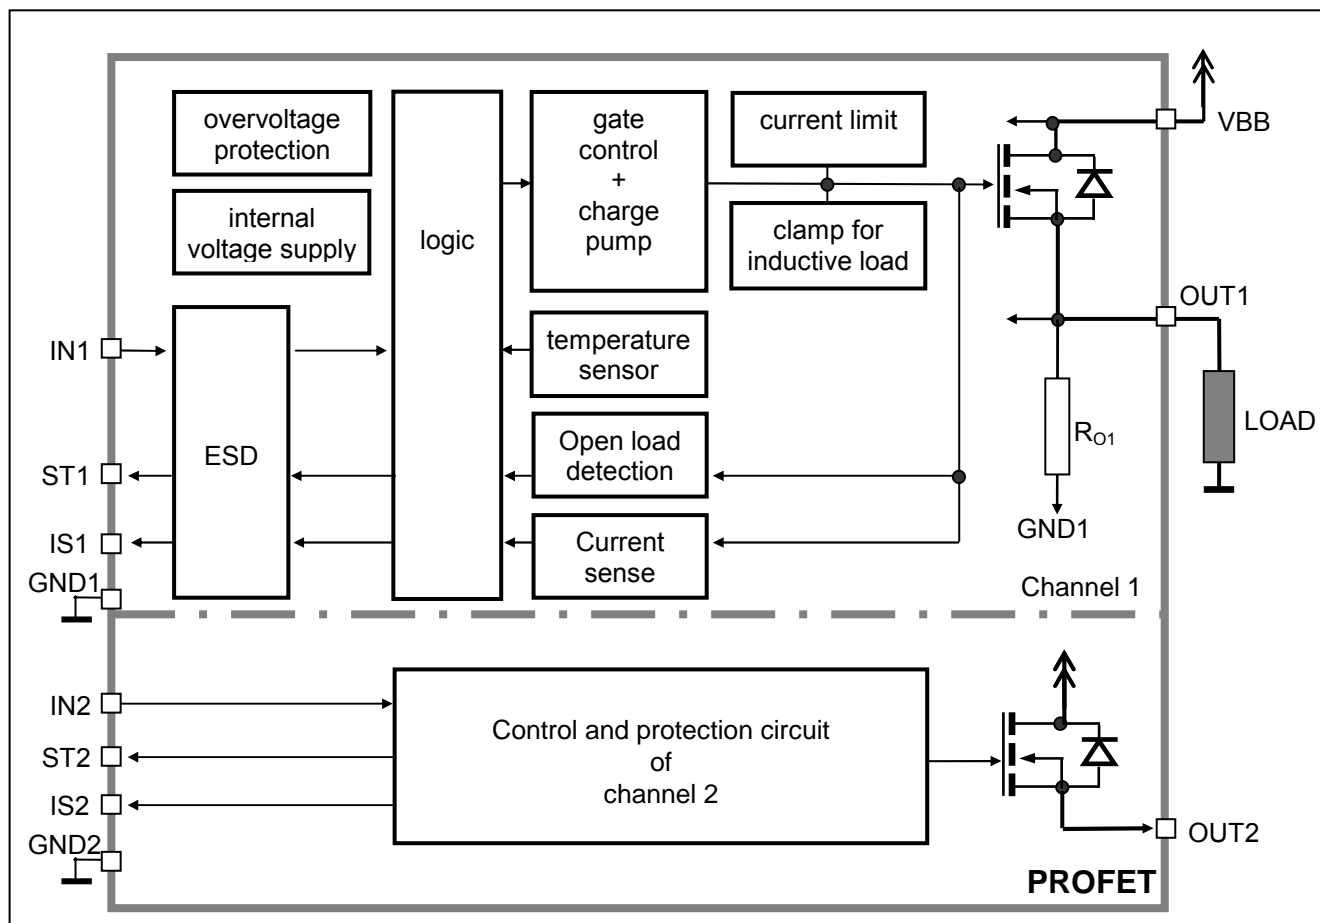 overvoltage
protection
internal
voltage supply
logic
gate
control
+
charge
pump
current limit
clamp for
inductive load
VBB
OUT1
IN1
ESD
temperature
sensor
Open load
detection
Current
sense
RO1
LOAD
ST1
IS1
GND1
GND1
Channel 1
IN2
ST2
IS2
GND2
Control and protection circuit
of
channel 2
OUT2
PROFET